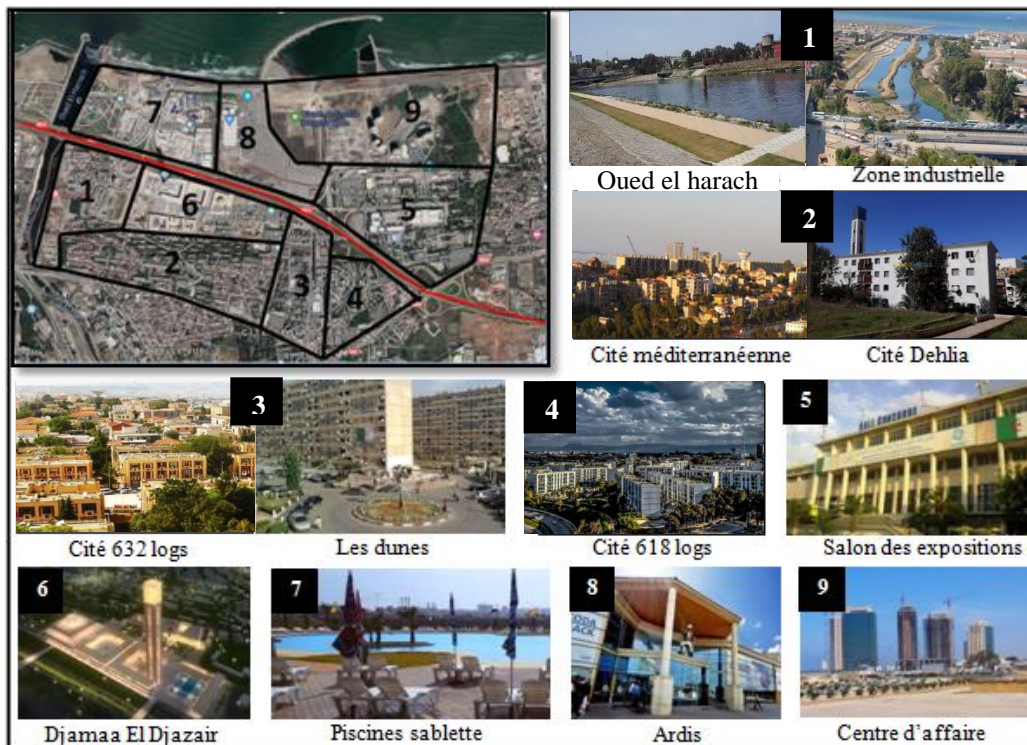 7
8
9
1
6
5
2
3
4
1
Oued el harach
Zone industrielle
2
Cité méditerranéenne
Cité Dehlia
3
4
5
Cité 632 logs
Les dunes
Cité 618 logs
Salon des expositions
6
7
8
9
Djamaa El Djazair
Piscines sablette
Ardis
Centre d'affaire